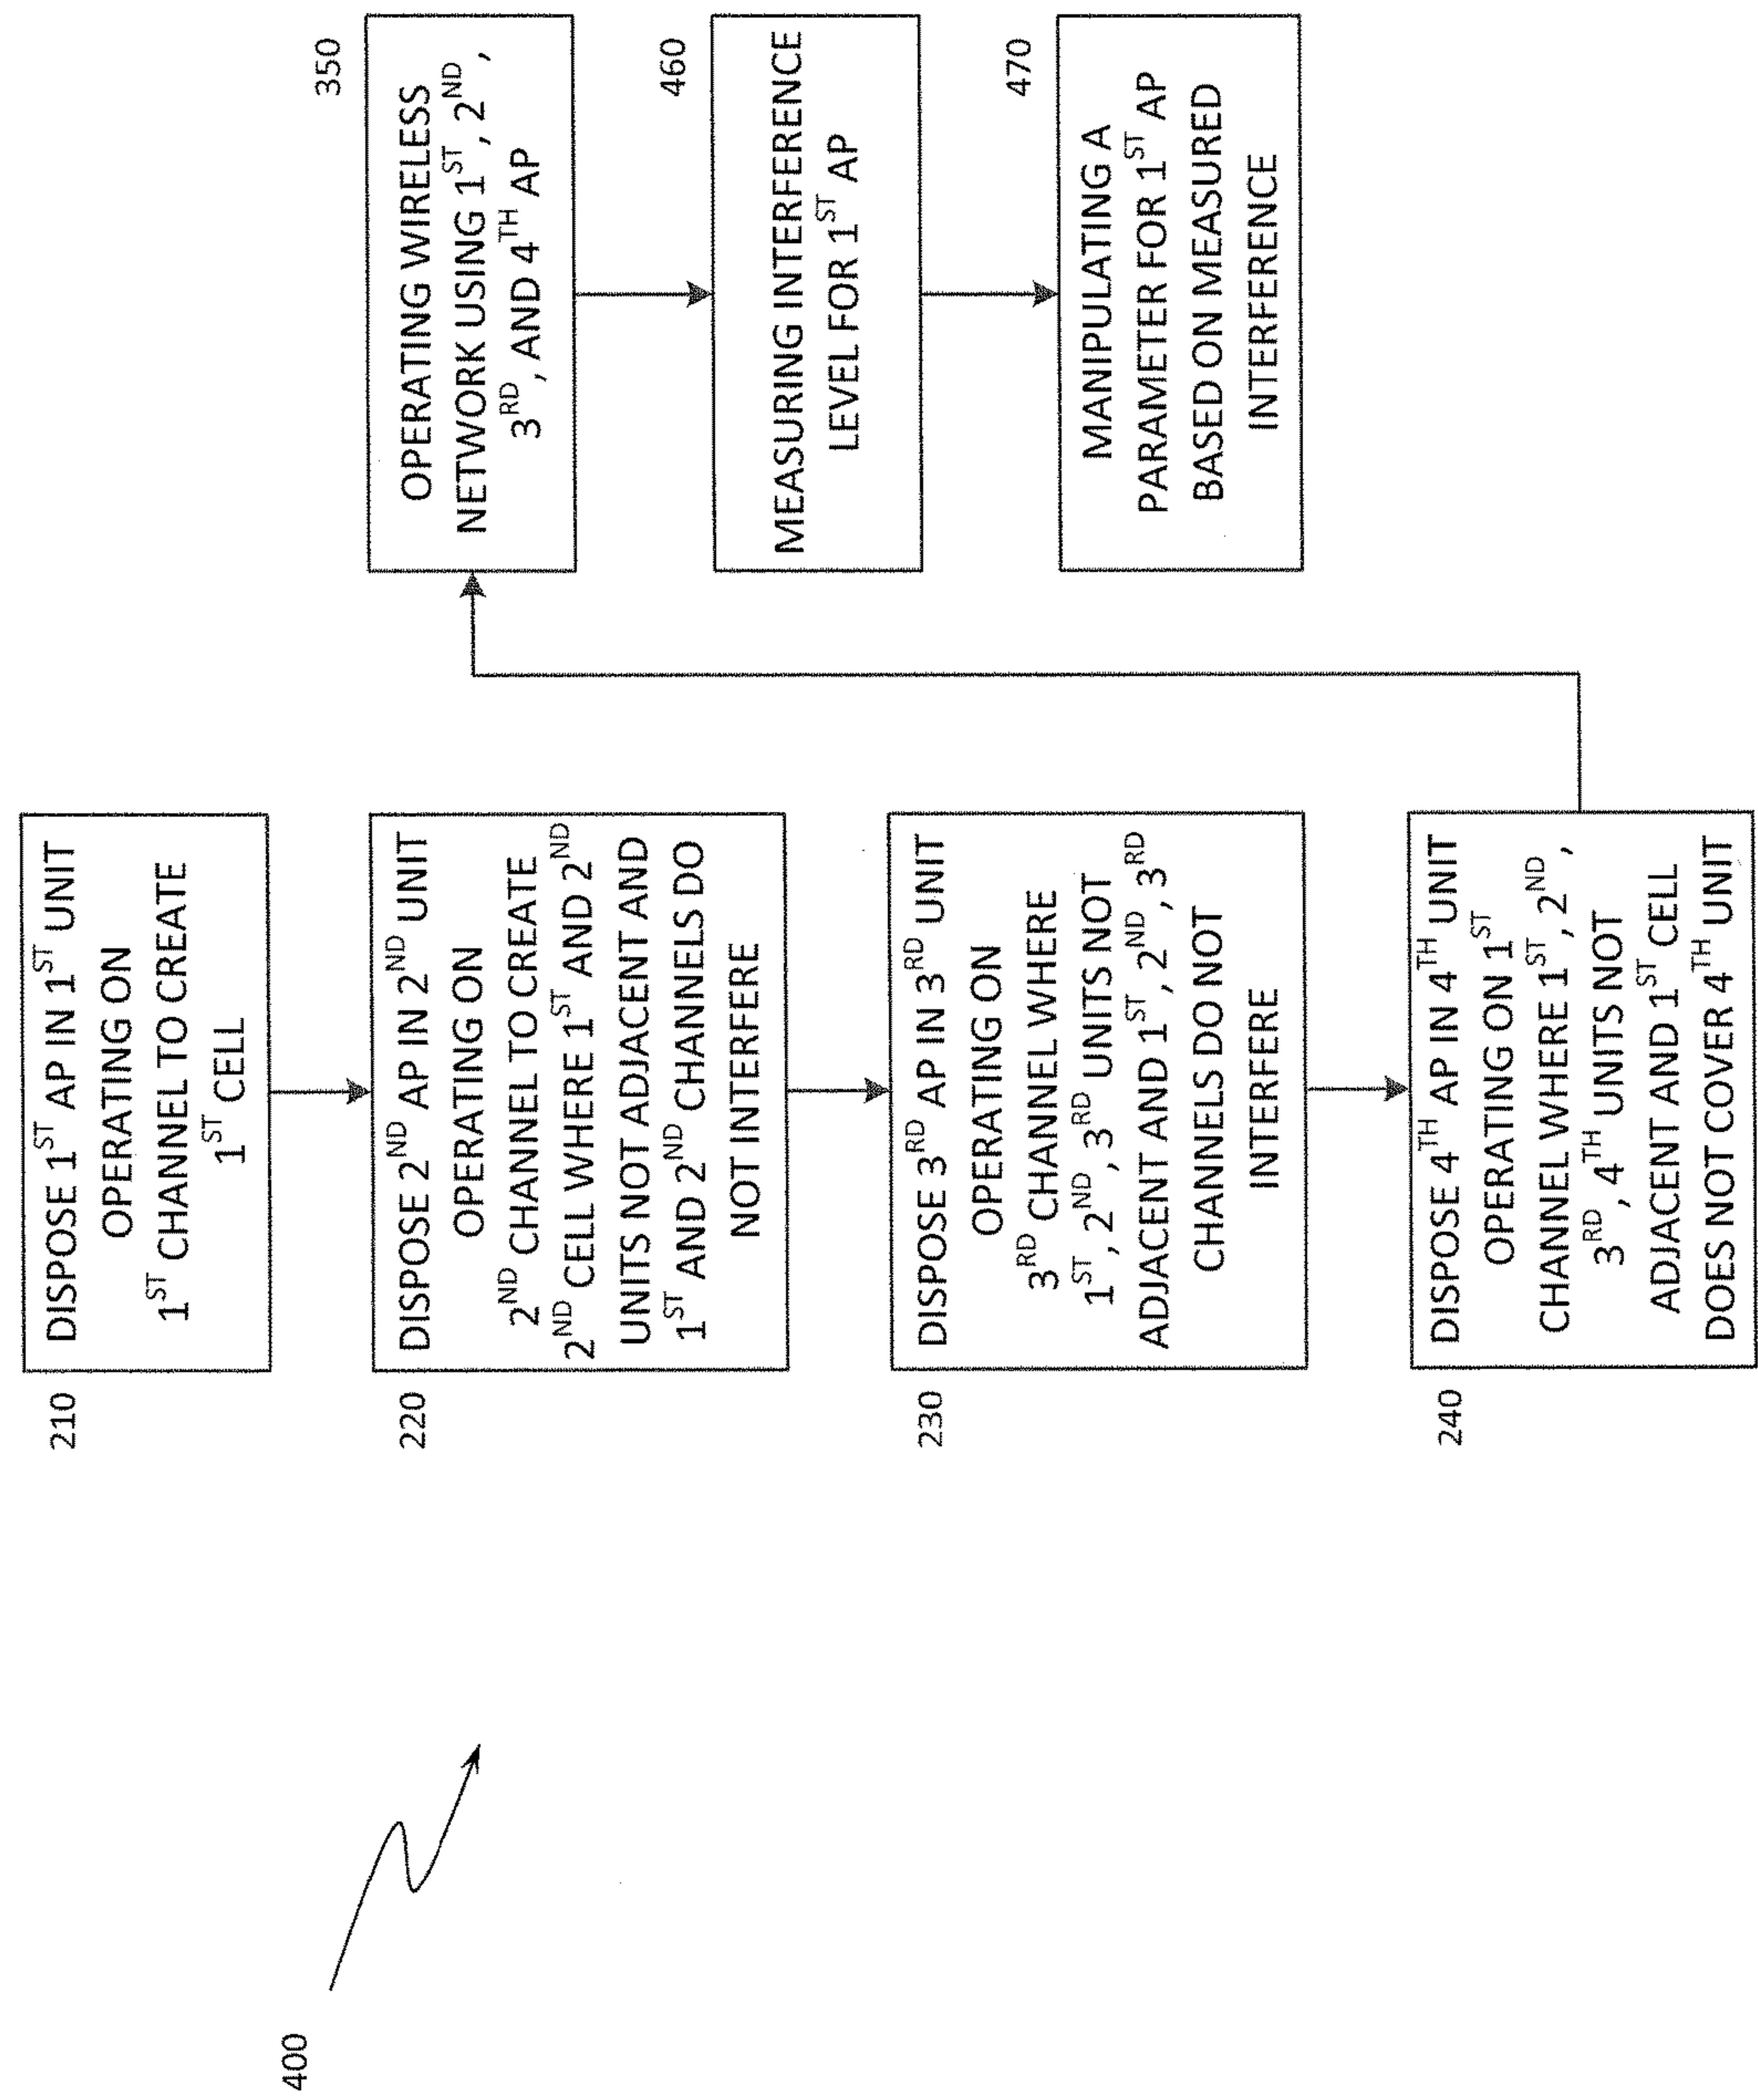 400
210
DISPOSE 1ST AP IN 1ST UNIT
OPERATING ON
1ST CHANNEL TO CREATE
1ST CELL
220
DISPOSE 2ND AP IN 2ND UNIT
OPERATING ON
2ND CHANNEL TO CREATE
2ND CELL WHERE 1ST AND 2ND
UNITS NOT ADJACENT AND
1ST AND 2ND CHANNELS DO
NOT INTERFERE
230
DISPOSE 3RD AP IN 3RD UNIT
OPERATING ON
3RD CHANNEL WHERE
1ST, 2ND, 3RD UNITS NOT
ADJACENT AND 1ST, 2ND, 3RD
CHANNELS DO NOT
INTERFERE
240
DISPOSE 4TH AP IN 4TH UNIT
OPERATING ON 1ST
CHANNEL WHERE 1ST, 2ND,
3RD, 4TH UNITS NOT
ADJACENT AND 1ST CELL
DOES NOT COVER 4TH UNIT
350
OPERATING WIRELESS
NETWORK USING 1ST, 2ND,
3RD, AND 4TH AP
460
MEASURING INTERFERENCE
LEVEL FOR 1ST AP
470
MANIPULATING A
PARAMETER FOR 1ST AP
BASED ON MEASURED
INTERFERENCE